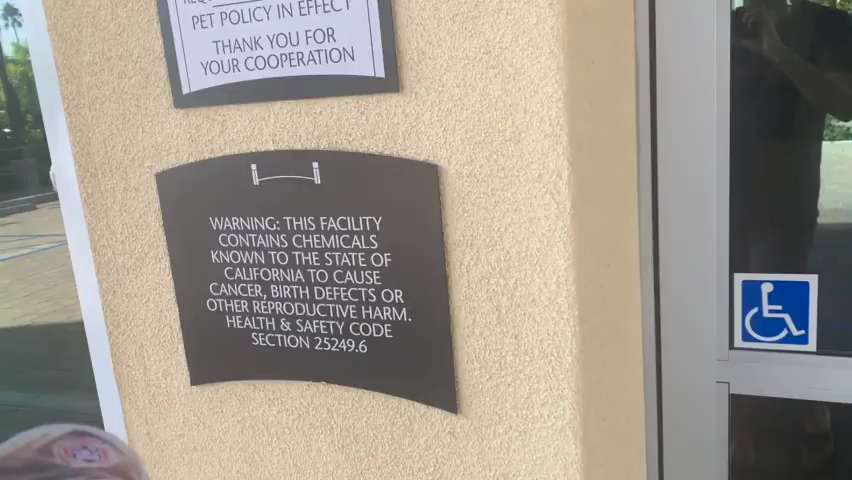 PET POLICY IN EFFECT
THANK YOU FOR
YOUR COOPERATION
WARNING: THIS FACILITY
CONTAINS CHEMICALS
KNOWN TO THE STATE OF
CALIFORNIA TO CAUSE
CANCER, BIRTH DEFECTS OR
OTHER REPRODUCTIVE HARM.
HEALTH & SAFETY CODE
SECTION 25249.6